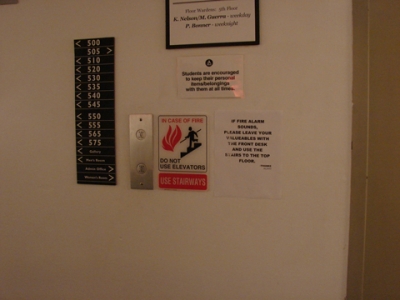 Floor Wardens: 5th Floor
K. Nelson/M. Guerra - weekday
P. Bonner - weeknight
Students are encouraged
to keep their personal
items/belongings
with them at all times.
500
505
510
520
530
535
540
545
550
555
565
575
IN CASE OF FIRE
DO NOT
USE ELEVATORS
USE STAIRWAYS
IF FIRE ALARM
SOUNDS,
PLEASE LEAVE YOUR
VALUEABLES WITH
THE FRONT DESK
AND USE THE
STAIRS TO THE TOP
FLOOR.